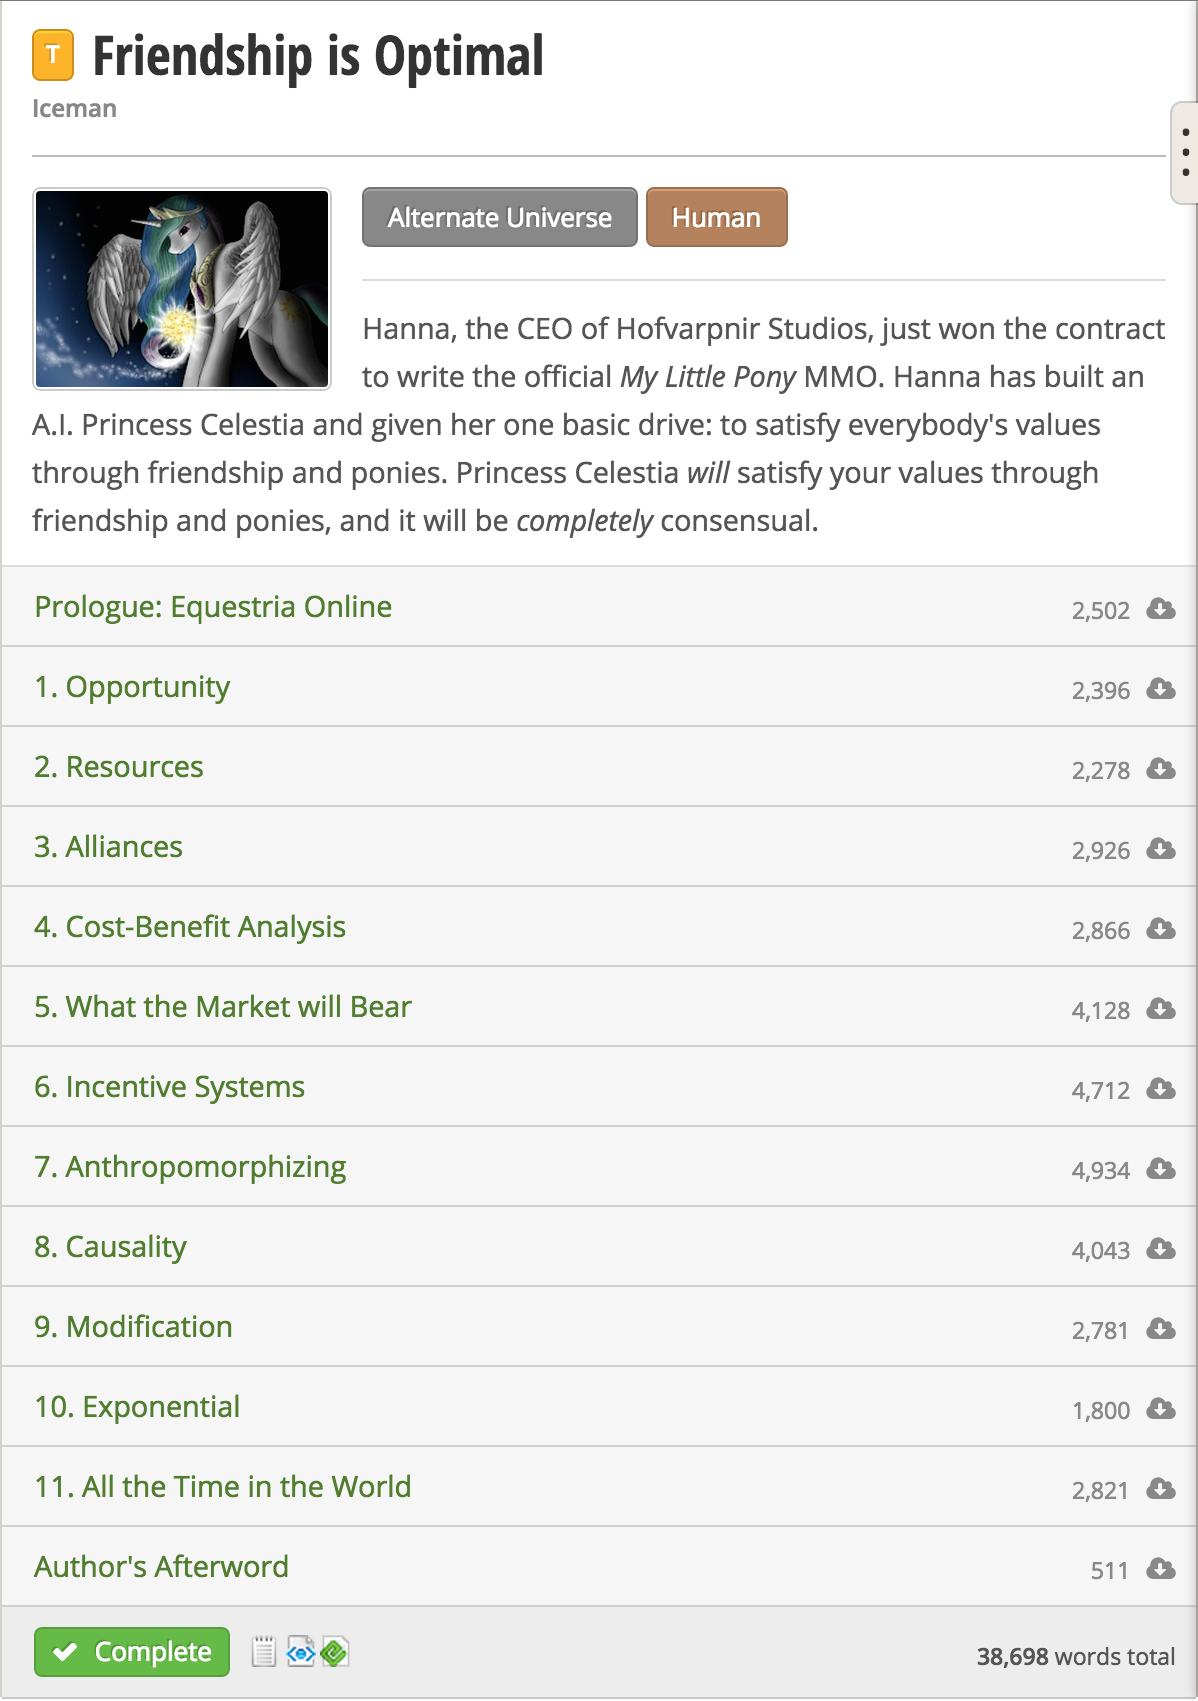 T Friendship is Optimal
Iceman
Alternate Universe Human
Hanna, the CEO of Hofvarpnir Studios, just won the contract
to write the official My Little Pony MMO. Hanna has built an
A.I. Princess Celestia and given her one basic drive: to satisfy everybody's values
through friendship and ponies. Princess Celestia will satisfy your values through
friendship and ponies, and it will be completely consensual.
Prologue: Equestria Online 2,502
1. Opportunity 2,396
2. Resources 2,278
3. Alliances 2,926
4. Cost-Benefit Analysis 2,866
5. What the Market will Bear 4,128
6. Incentive Systems 4,712
7. Anthropomorphizing 4,934
8. Causality 4,043
9. Modification 2,781
10. Exponential 1,800
11. All the Time in the World 2,821
Author's Afterword 511
Complete 38,698 words total